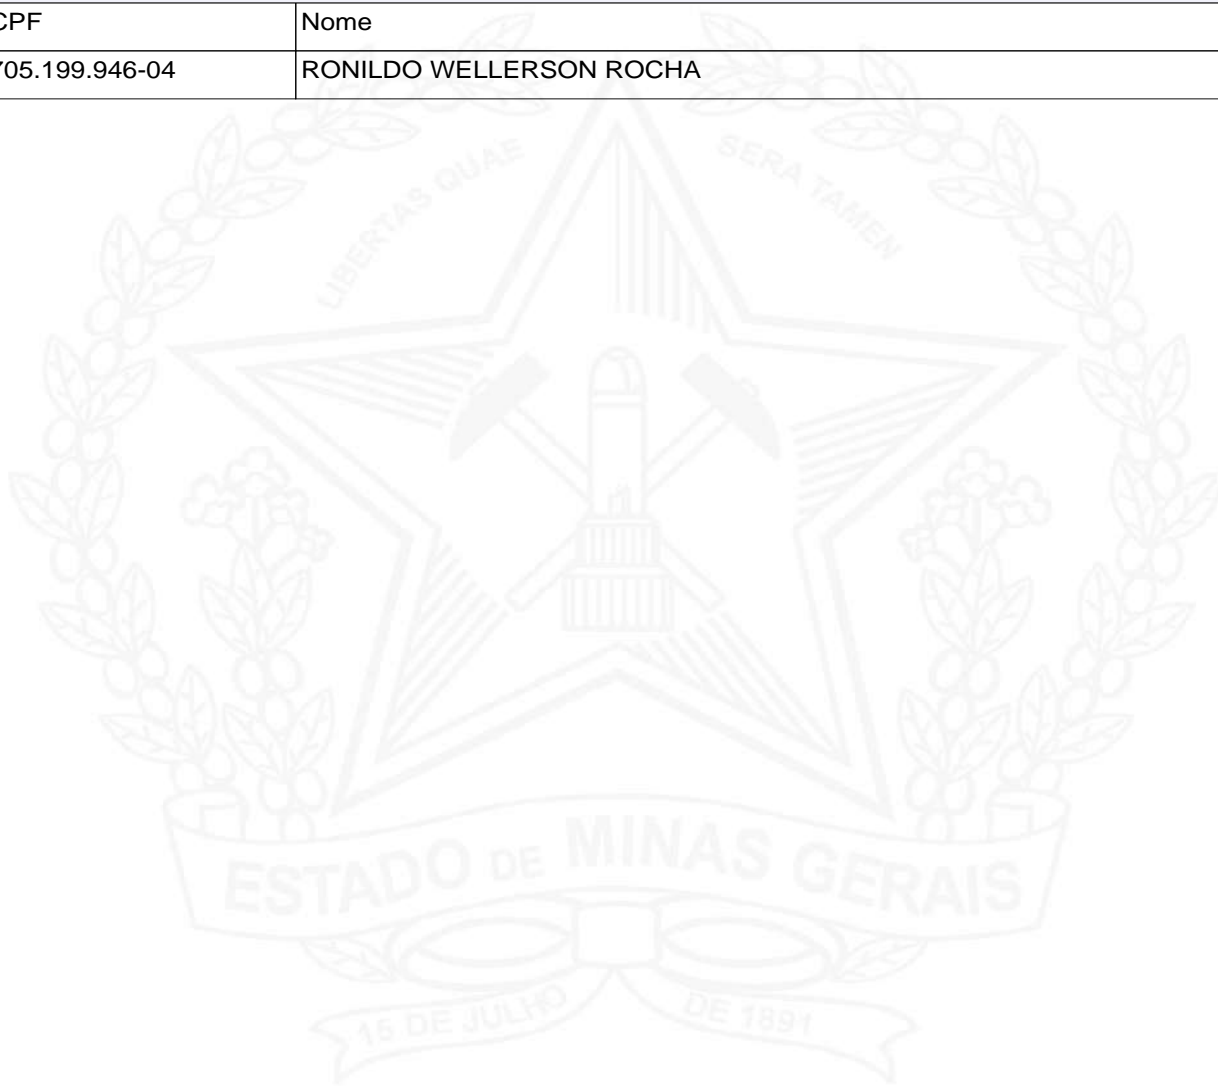 CPF Nome
705.199.946-04 RONILDO WELLERSON ROCHA
LIBERTAS QUAE SERA TAMEN
ESTADO DE MINAS GERAIS
15 DE JULHO DE 1891